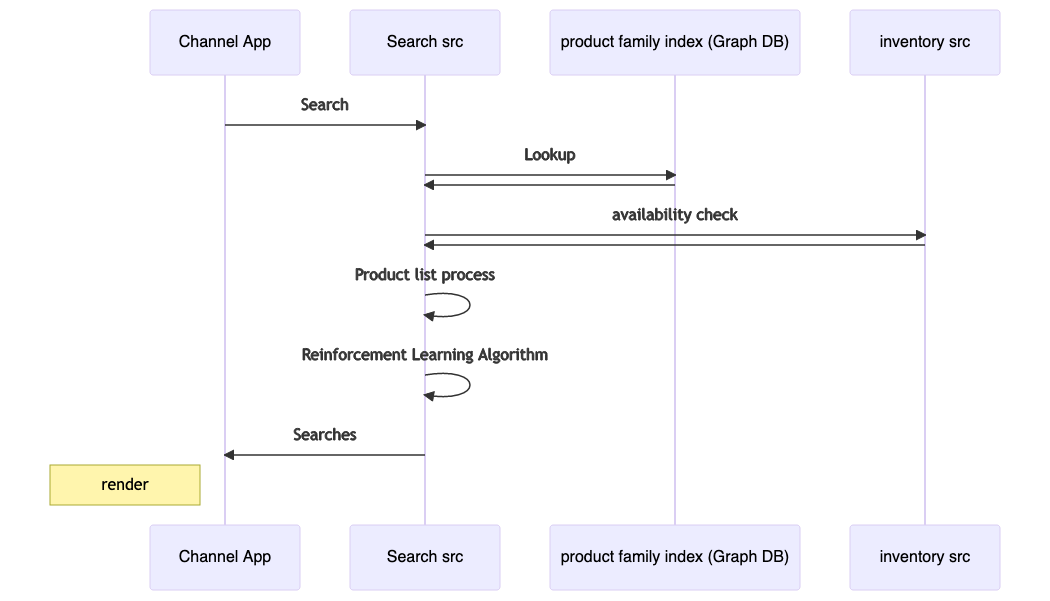 Channel App
Search src
product family index (Graph DB)
inventory src
Search
Lookup
availability check
Product list process
Reinforcement Learning Algorithm
Searches
render
Channel App
Search src
product family index (Graph DB)
inventory src